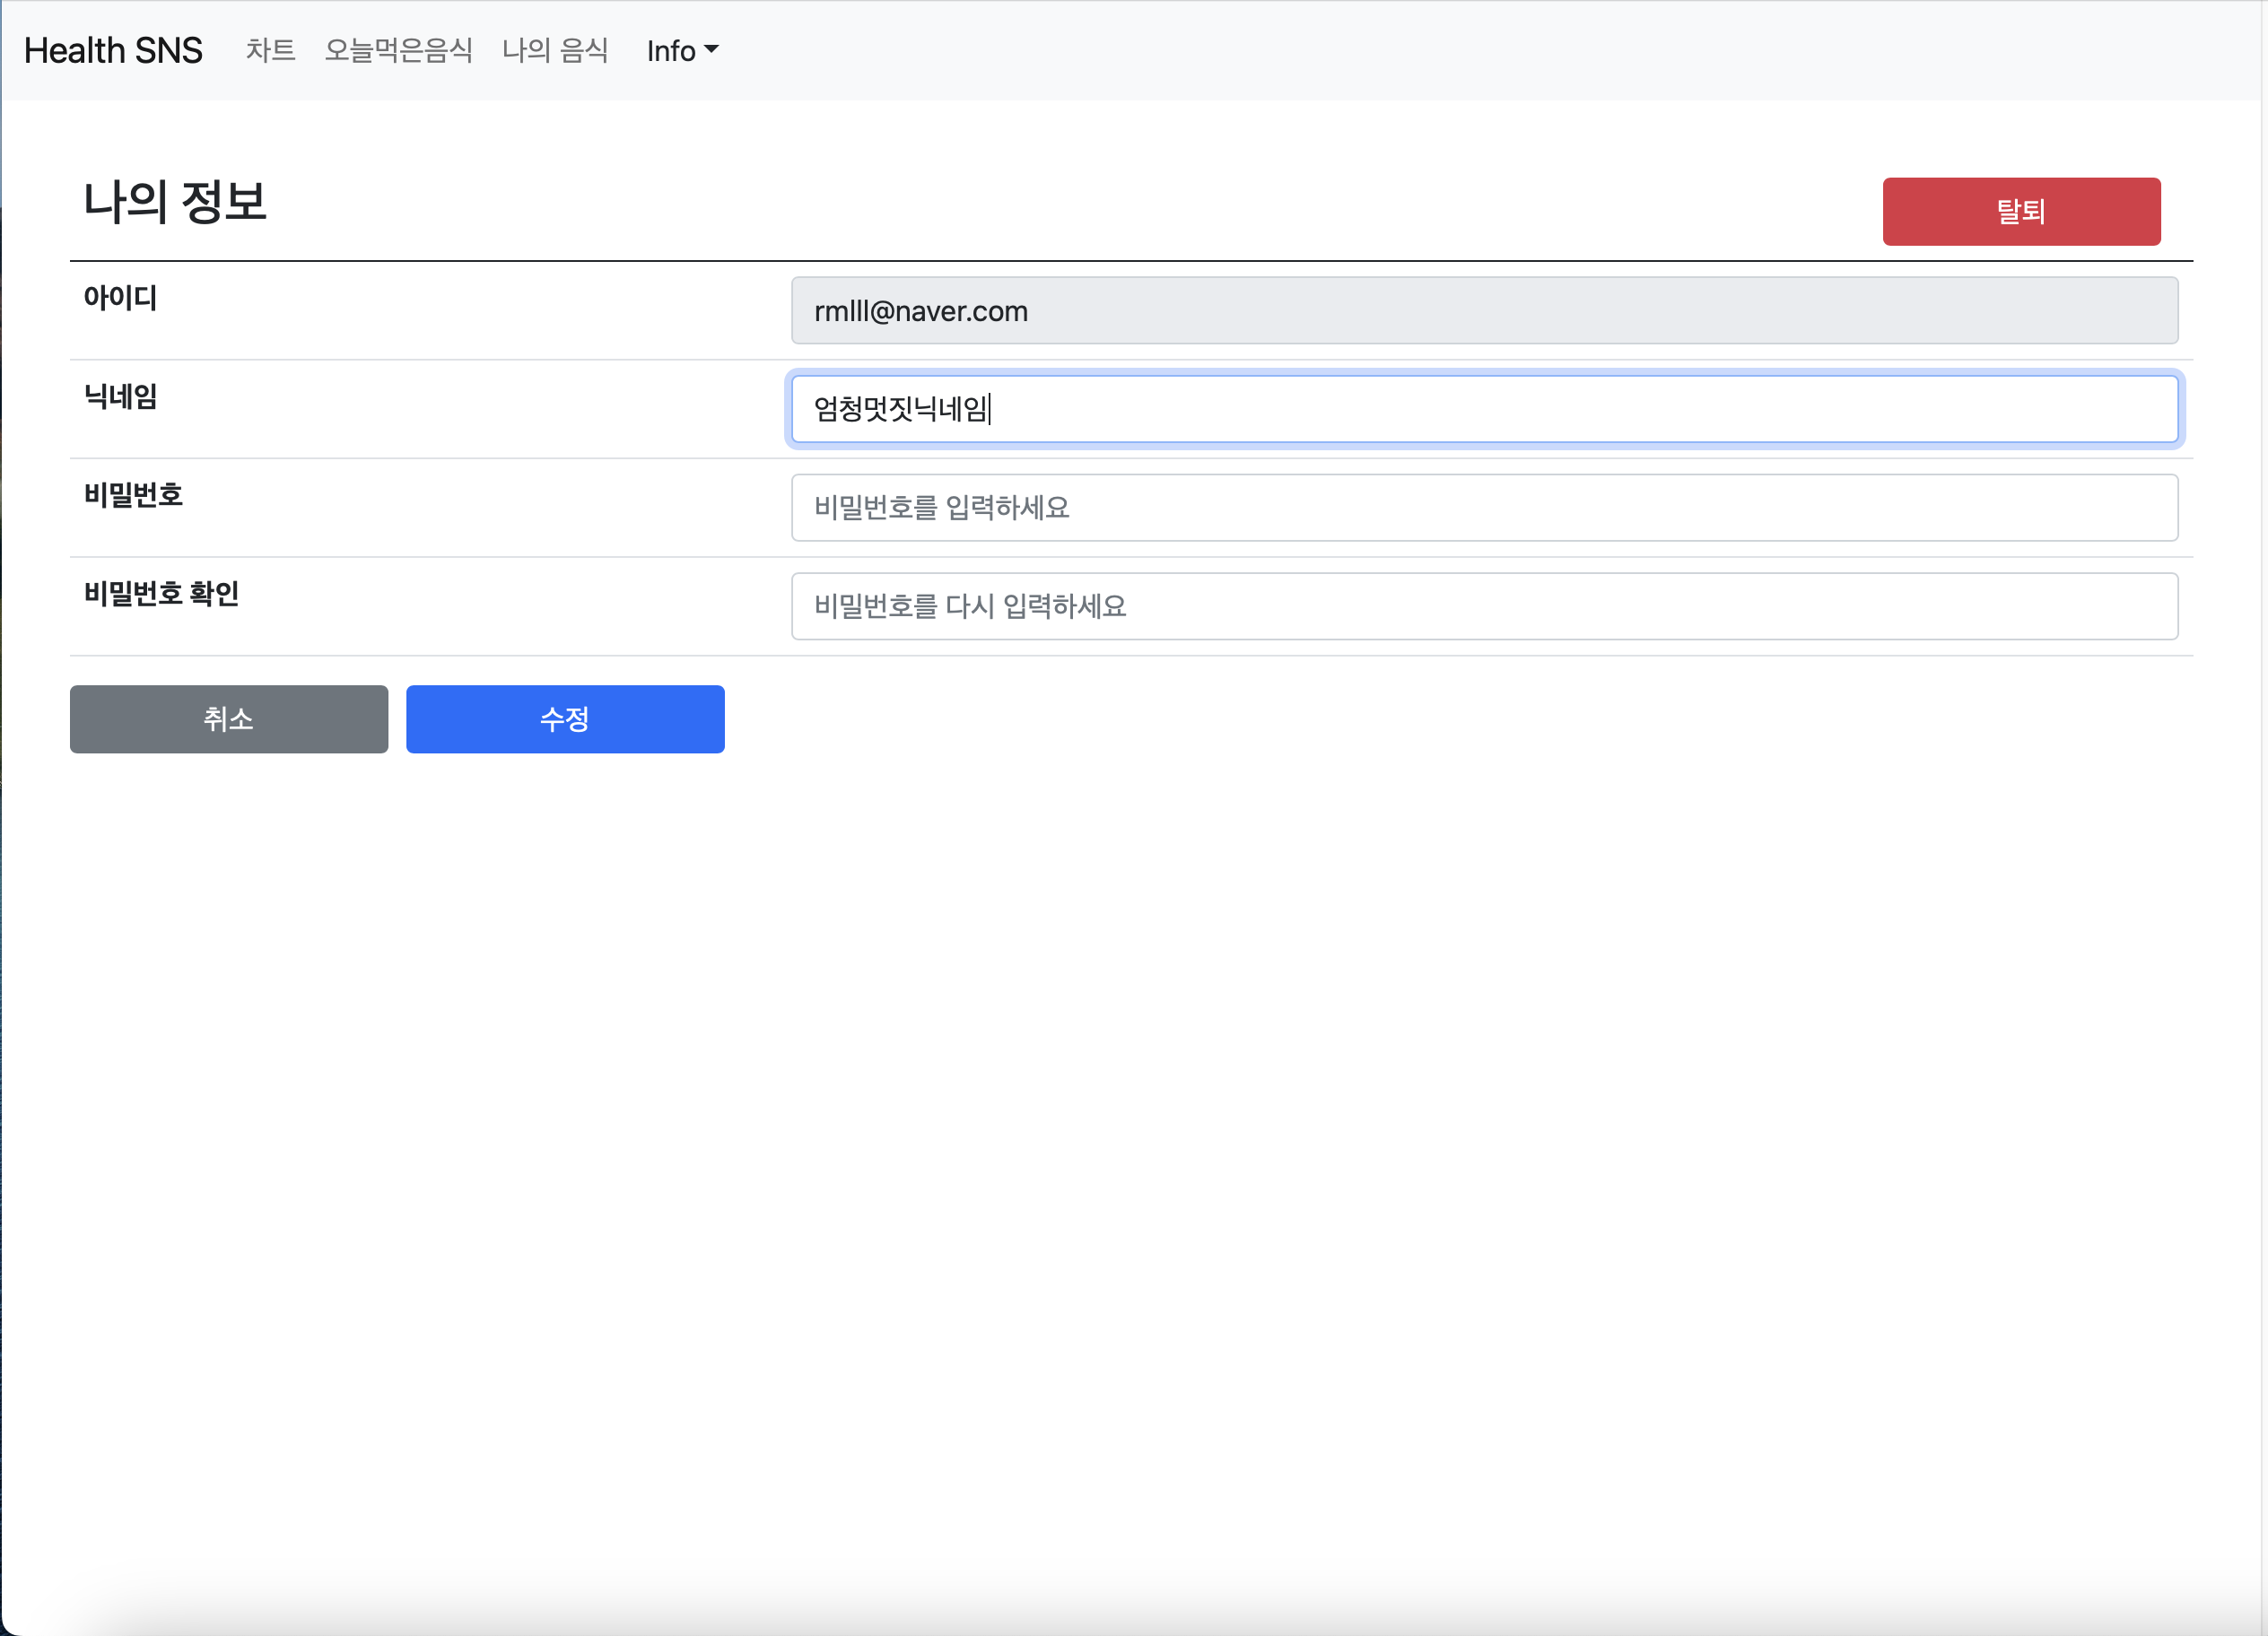 Health SNS 차트 오늘먹은음식 나의 음식 Info
나의 정보 탈퇴
아이디 rmlll@naver.com
닉네임 엄청멋짓닉네임
비밀번호 비밀번호를 입력하세요
비밀번호 확인 비밀번호를 다시 입력하세요
취소 수정